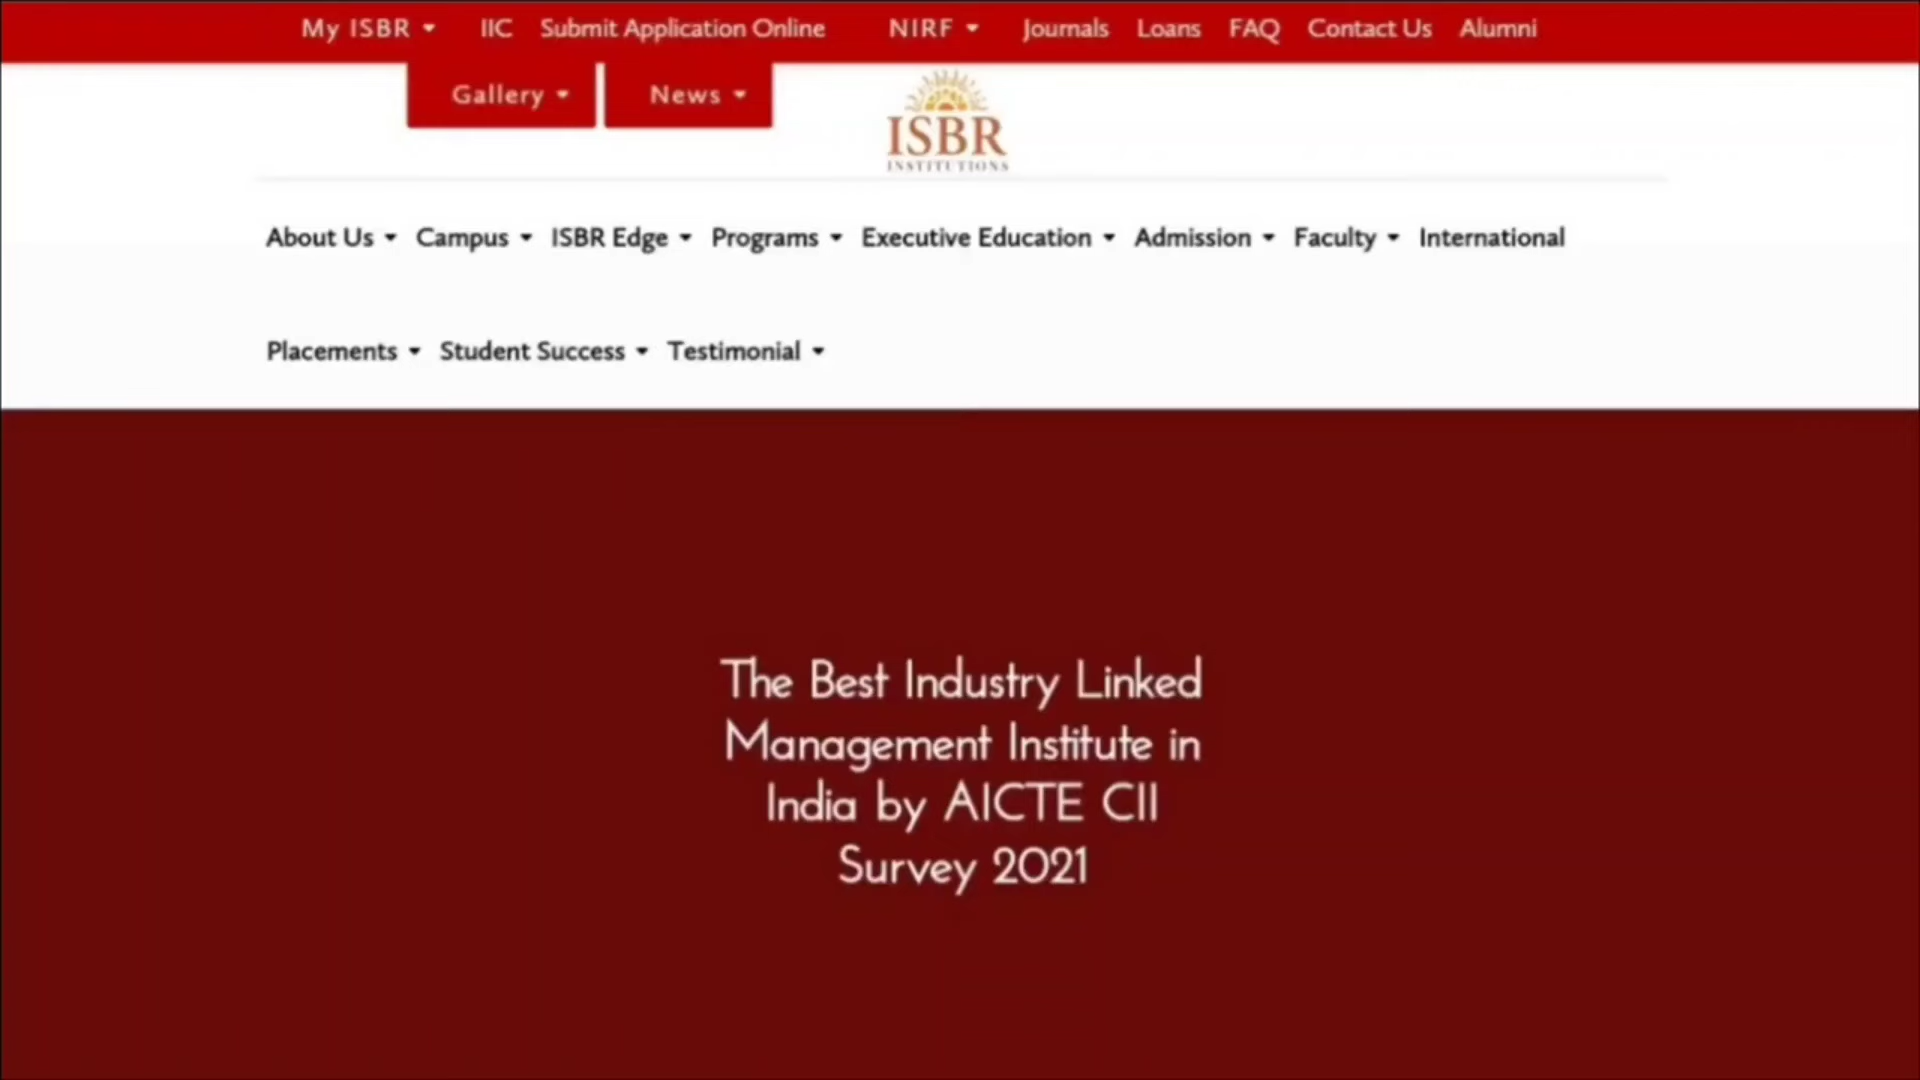 My ISBR IIC Submit Application Online NIRF Journals Loans FAQ Contact Us Alumni
Gallery News
ISBR
INSTITUTIONS
About Us Campus ISBR Edge Programs Executive Education Admission Faculty International
Placements Student Success Testimonial
The Best Industry Linked
Management Institute in
India by AICTE CII
Survey 2021